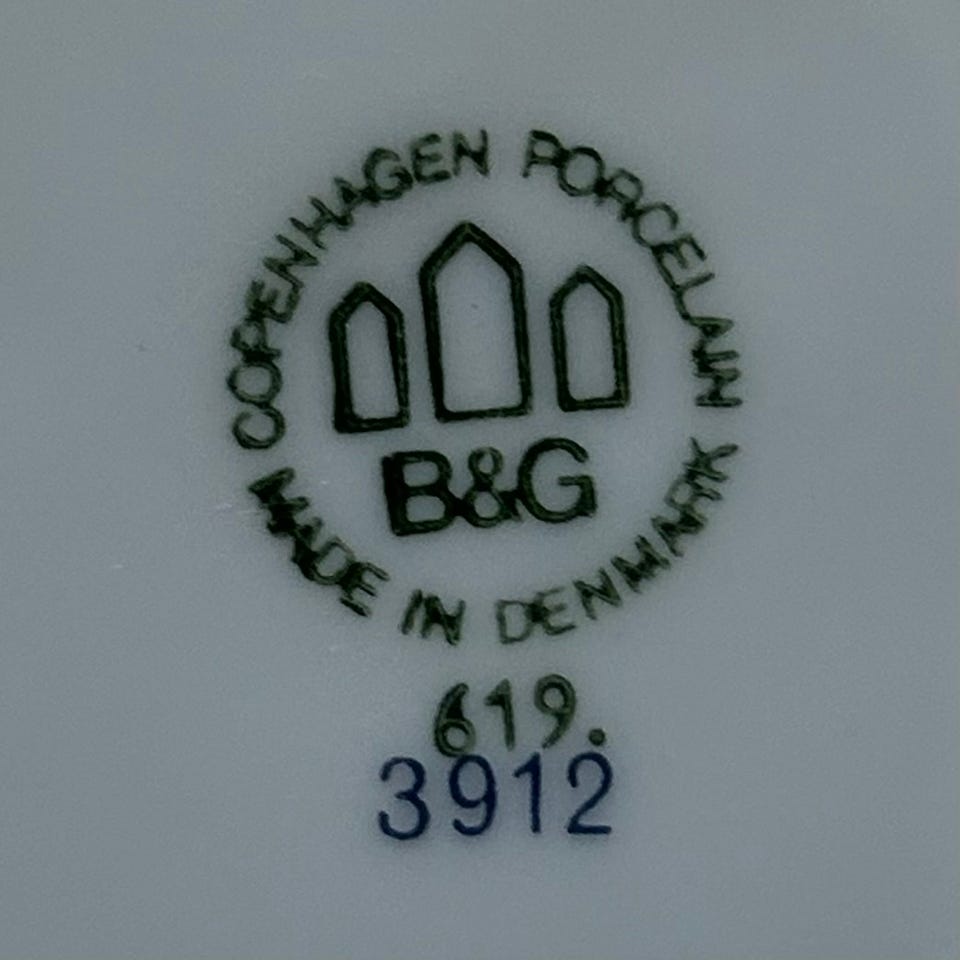 COPENHAGEN PORCELAIN
B&G
MADE IN DENMARK
619.
3912